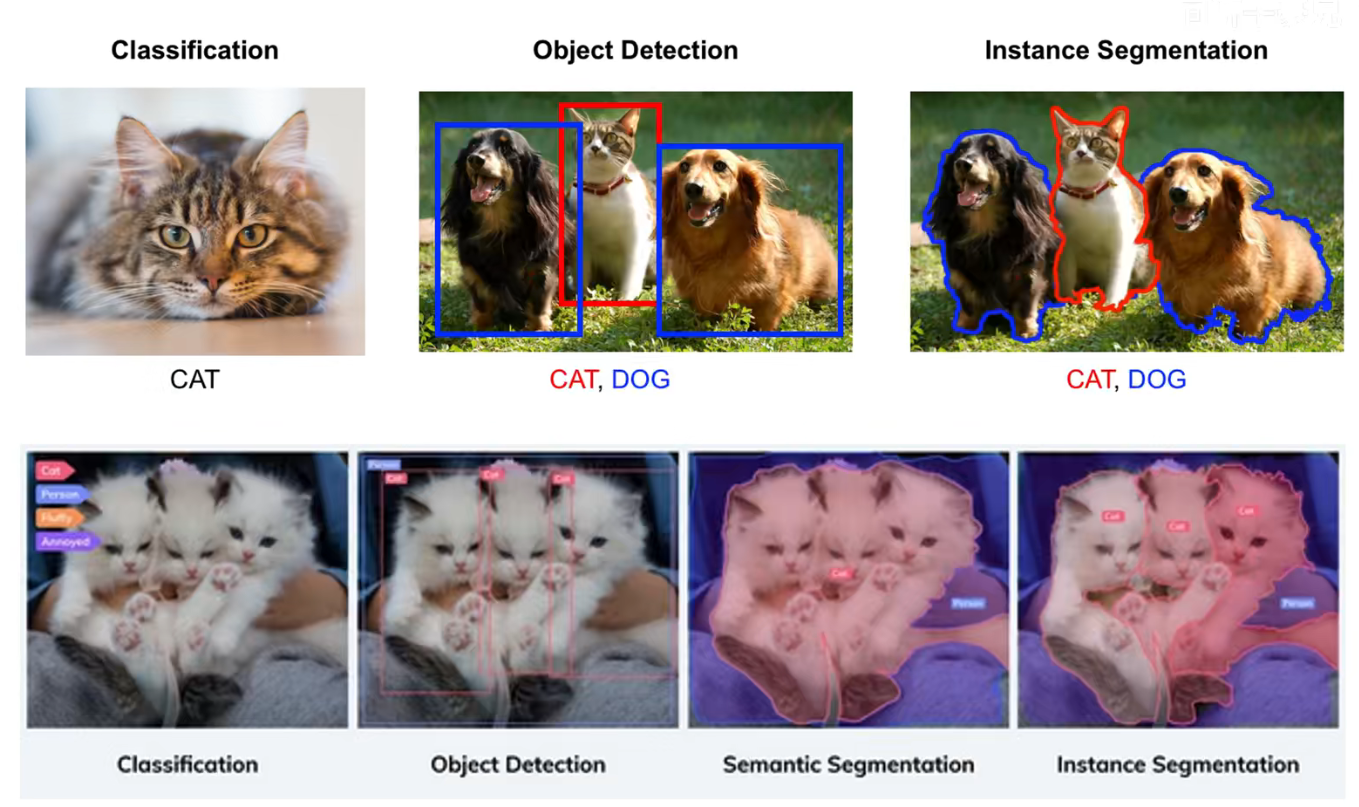 Classification
Object Detection
Instance Segmentation
CAT
CAT, DOG
CAT, DOG
Cat
Person
Fluffy
Annoyed
Person
Cat
Cat
Cat
Cat
Person
Cat
Cat
Cat
Person
Classification
Object Detection
Semantic Segmentation
Instance Segmentation